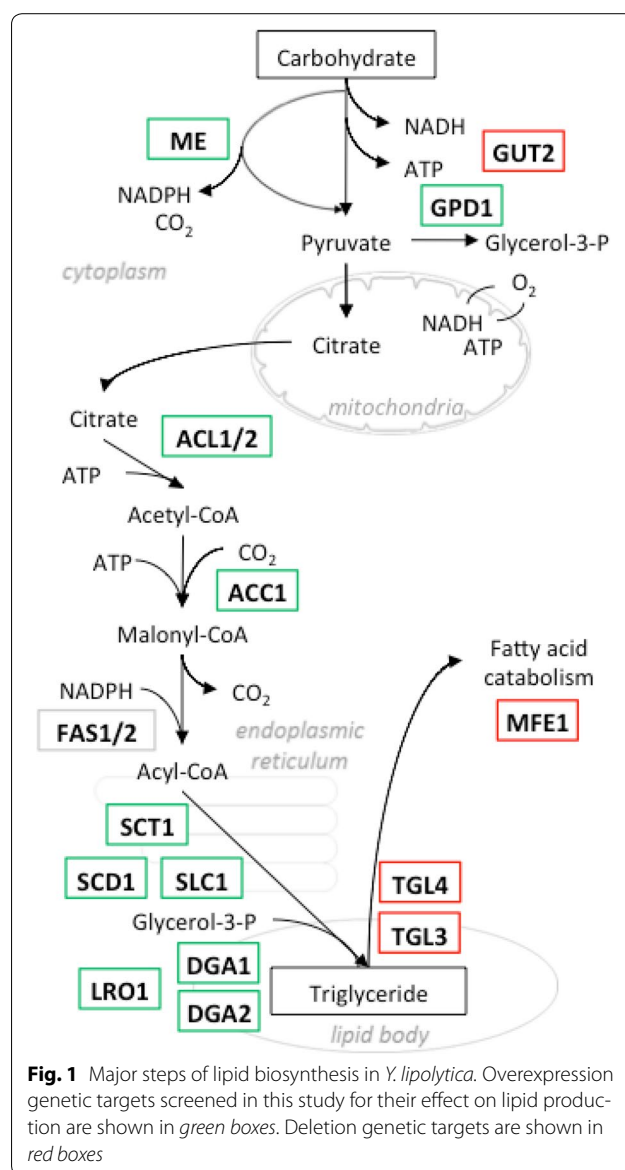 Carbohydrate
NADH
ATP
ME
GUT2
NADPH
CO2
GPD1
Pyruvate
Glycerol-3-P
cytoplasm
O2
NADH
ATP
Citrate
mitochondria
Citrate
ACL1/2
ATP
Acetyl-CoA
ATP
CO2
ACC1
Malonyl-CoA
Fatty acid
catabolism
NADPH
CO2
MFE1
FAS1/2
endoplasmic
reticulum
Acyl-CoA
SCT1
SCD1
SLC1
TGL4
Glycerol-3-P
TGL3
DGA1
LRO1
DGA2
Triglyceride
lipid body
Fig. 1 Major steps of lipid biosynthesis in Y. lipolytica. Overexpression
genetic targets screened in this study for their effect on lipid produc-
tion are shown in green boxes. Deletion genetic targets are shown in
red boxes